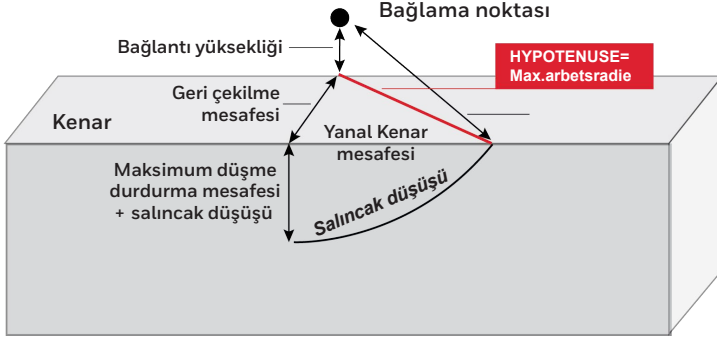 Bağlama noktası
Bağlantı yüksekliği
HYPOTENUSE=
Max.arbetsradie
Geri çekilme
mesafesi
Kenar
Yanal Kenar
mesafesi
Maksimum düşme
durdurma mesafesi
+ salıncak düşüşü
Salıncak düşüşü